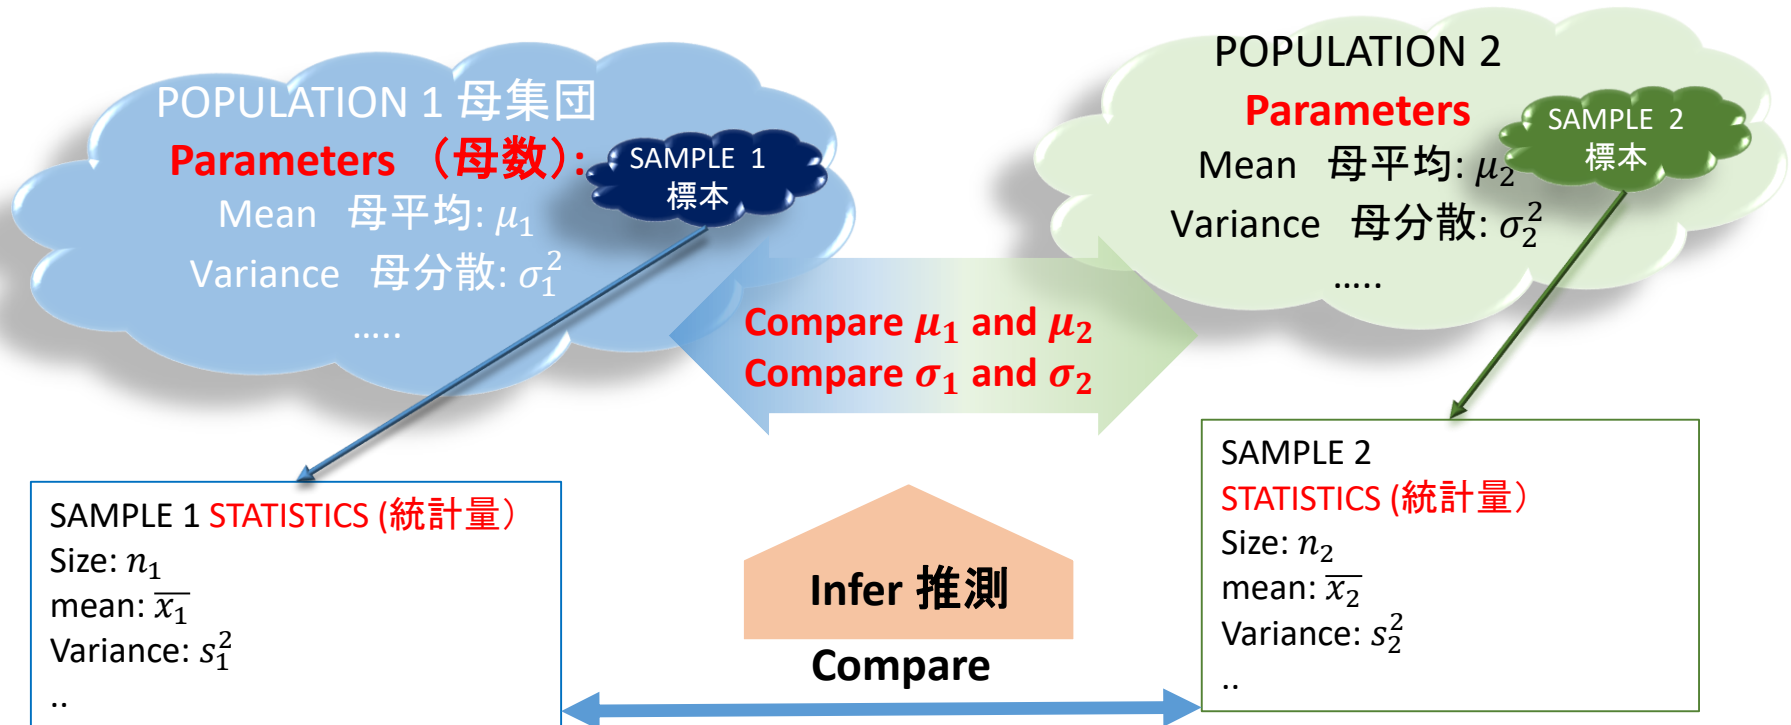 POPULATION 1 母集団
Parameters （母数）:
Mean 母平均: μ₁
Variance 母分散: σ₁²
.....
SAMPLE 1
標本
POPULATION 2
Parameters
Mean 母平均: μ₂
Variance 母分散: σ₂²
.....
SAMPLE 2
標本
Compare μ₁ and μ₂
Compare σ₁ and σ₂
SAMPLE 1 STATISTICS (統計量）
Size: n₁
mean: x̅₁
Variance: s₁²
..
Infer 推測
Compare
SAMPLE 2
STATISTICS (統計量）
Size: n₂
mean: x̅₂
Variance: s₂²
..